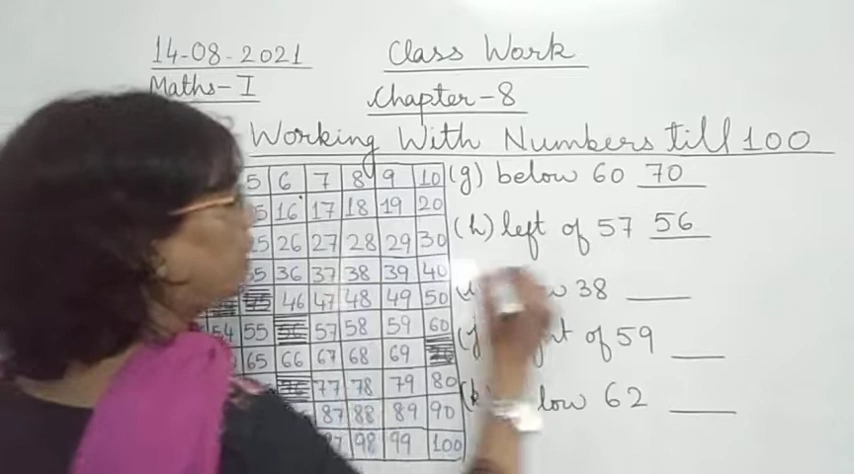 14-08-2021 Class Work
Maths-I Chapter-8
Working With Numbers till 100
5 6 7 8 9 10 (g) below 60 70
16 17 18 19 20
26 27 28 29 30 (h) left of 57 56
36 37 38 39 40
46 47 48 49 50 38
54 55 56 57 58 59 60
65 66 67 68 69 of 59
76 77 78 79 80
87 88 89 90 (k) 62
98 99 100